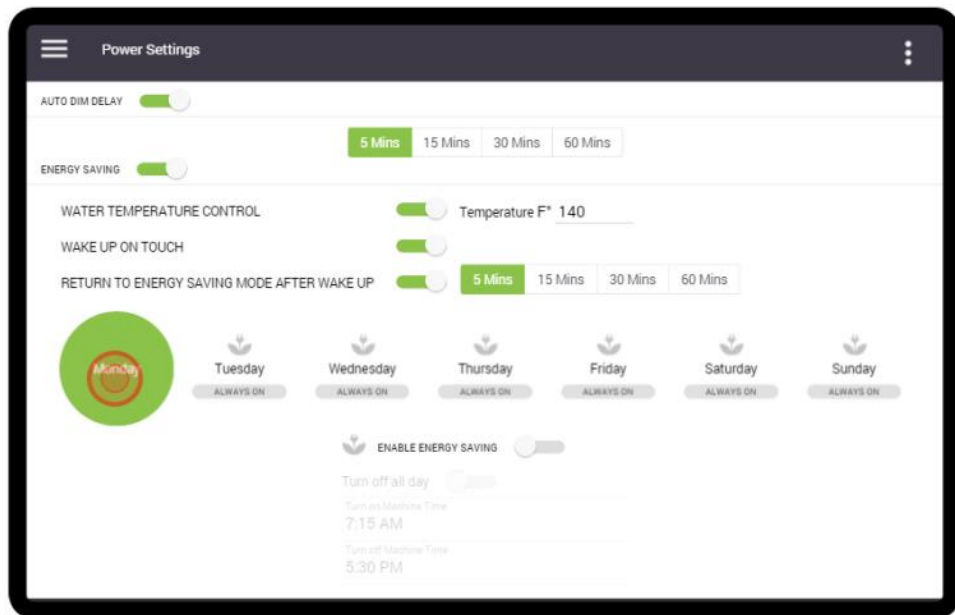 Power Settings
AUTO DIM DELAY
5 Mins 15 Mins 30 Mins 60 Mins
ENERGY SAVING
WATER TEMPERATURE CONTROL Temperature F° 140
WAKE UP ON TOUCH
RETURN TO ENERGY SAVING MODE AFTER WAKE UP 5 Mins 15 Mins 30 Mins 60 Mins
Monday Tuesday Wednesday Thursday Friday Saturday Sunday
ALWAYS ON ALWAYS ON ALWAYS ON ALWAYS ON ALWAYS ON ALWAYS ON
ENABLE ENERGY SAVING
Turn off all day
Turn on Machine Time
7:15 AM
Turn off Machine Time
5:30 PM